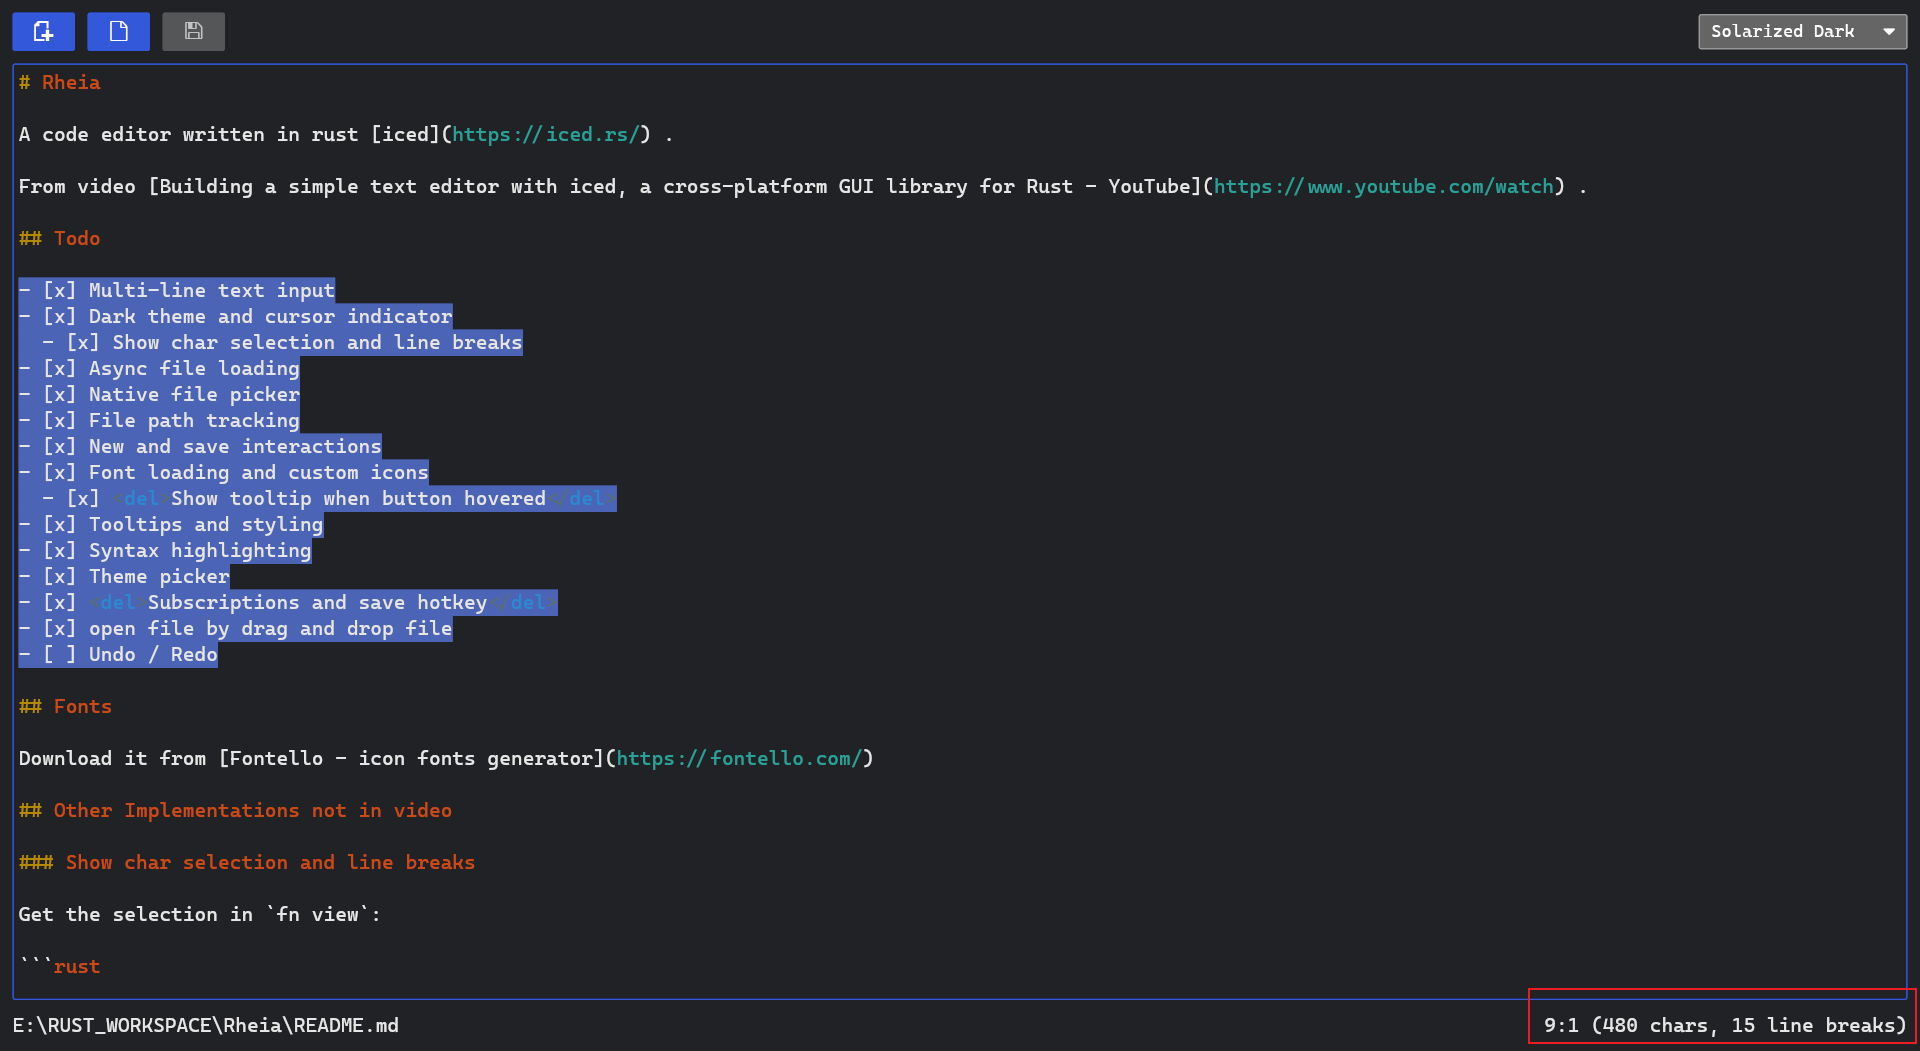 Solarized Dark
# Rheia
A code editor written in rust [iced](https://iced.rs/) .
From video [Building a simple text editor with iced, a cross-platform GUI library for Rust - YouTube](https://www.youtube.com/watch) .
## Todo
- [x] Multi-line text input
- [x] Dark theme and cursor indicator
  - [x] Show char selection and line breaks
- [x] Async file loading
- [x] Native file picker
- [x] File path tracking
- [x] New and save interactions
- [x] Font loading and custom icons
  - [x] <del>Show tooltip when button hovered</del>
- [x] Tooltips and styling
- [x] Syntax highlighting
- [x] Theme picker
- [x] <del>Subscriptions and save hotkey</del>
- [x] open file by drag and drop file
- [ ] Undo / Redo
## Fonts
Download it from [Fontello - icon fonts generator](https://fontello.com/)
## Other Implementations not in video
### Show char selection and line breaks
Get the selection in `fn view`:
```rust
E:\RUST_WORKSPACE\Rheia\README.md
9:1 (480 chars, 15 line breaks)